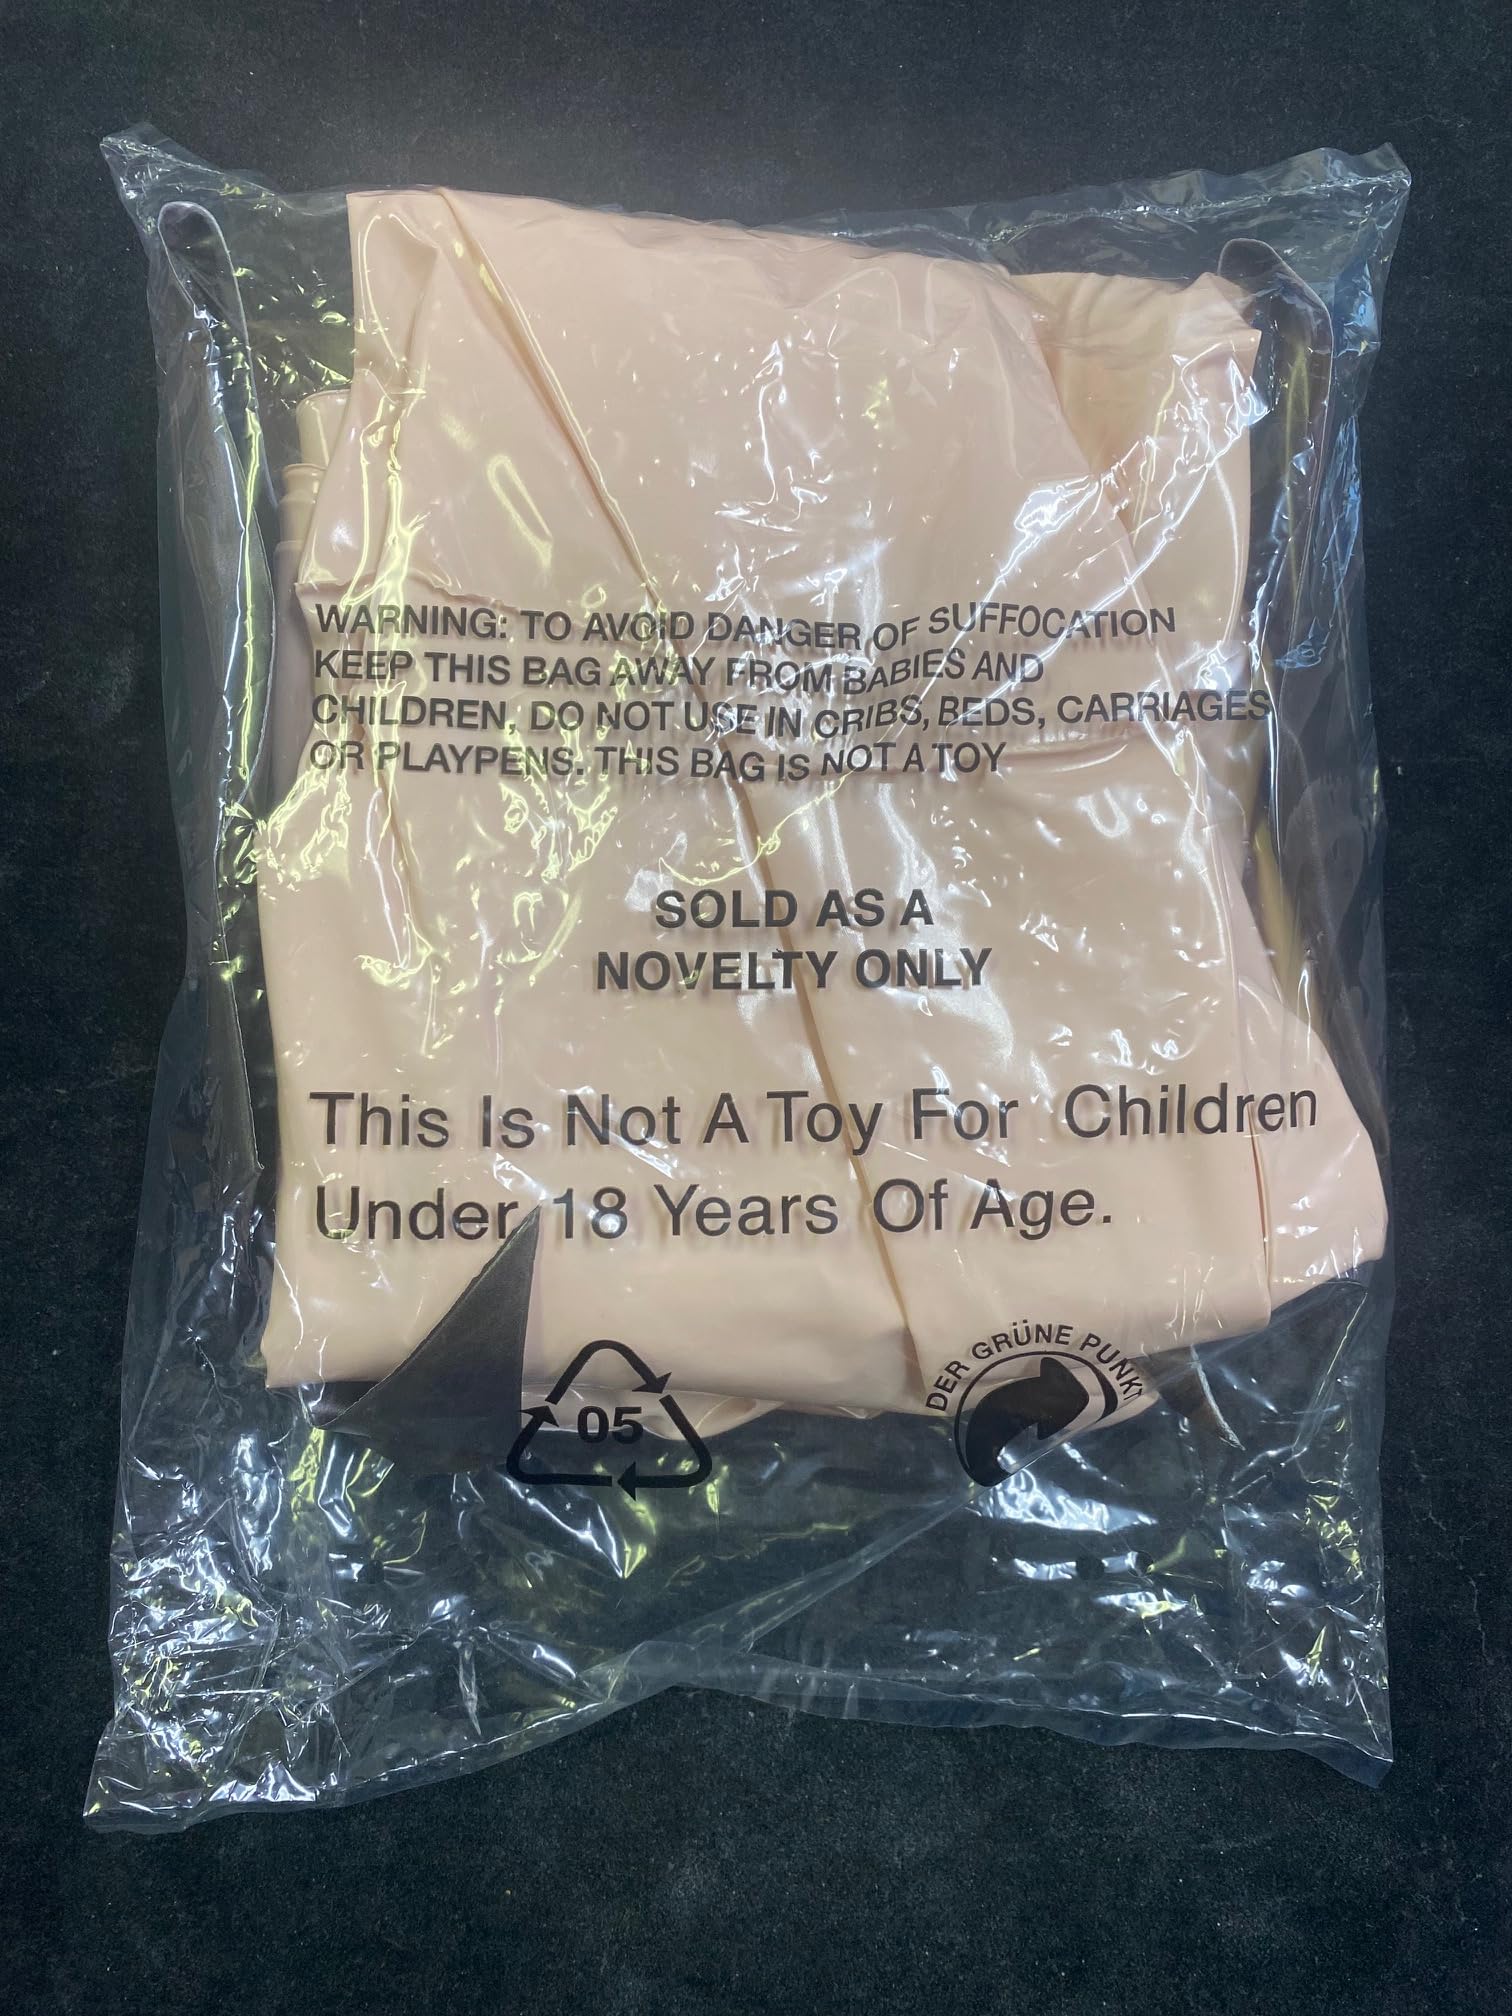 WARNING: TO AVOID DANGER OF SUFFOCATION
KEEP THIS BAG AWAY FROM BABIES AND
CHILDREN, DO NOT USE IN CRIBS, BEDS, CARRIAGES
OR PLAYPENS. THIS BAG IS NOT A TOY
SOLD AS A
NOVELTY ONLY
This Is Not A Toy For Children
Under 18 Years Of Age.
05
DER GRÜNE PUNKT